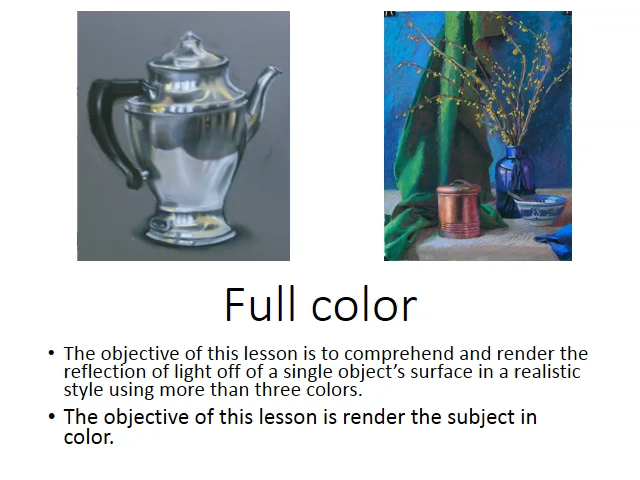 Full color
• The objective of this lesson is to comprehend and render the
reflection of light off of a single object's surface in a realistic
style using more than three colors.
• The objective of this lesson is render the subject in
color.